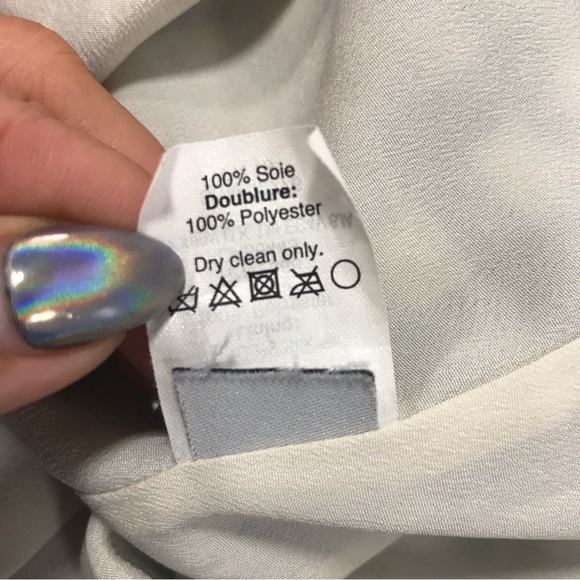 100% Soie
Doublure:
100% Polyester
Dry clean only.